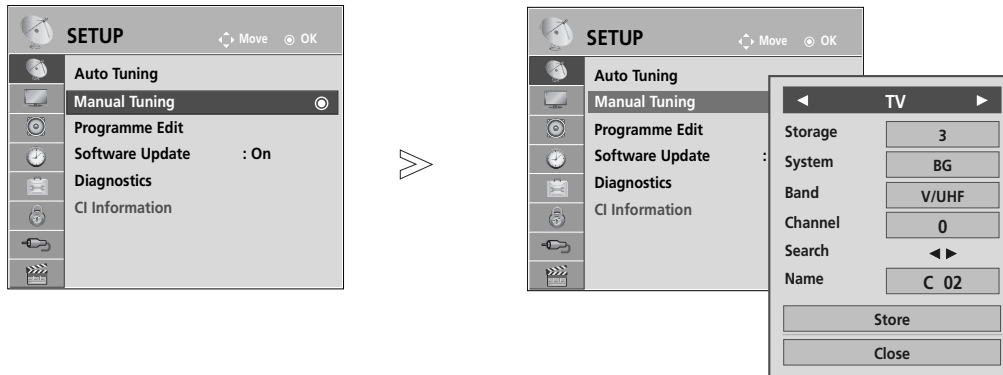 SETUP Move OK
Auto Tuning
Manual Tuning
Programme Edit
Software Update : On
Diagnostics
CI Information
SETUP Move OK
Auto Tuning
Manual Tuning
Programme Edit
Software Update :
Diagnostics
CI Information
◄ TV ►
Storage 3
System BG
Band V/UHF
Channel 0
Search ◄ ►
Name C 02
Store
Close